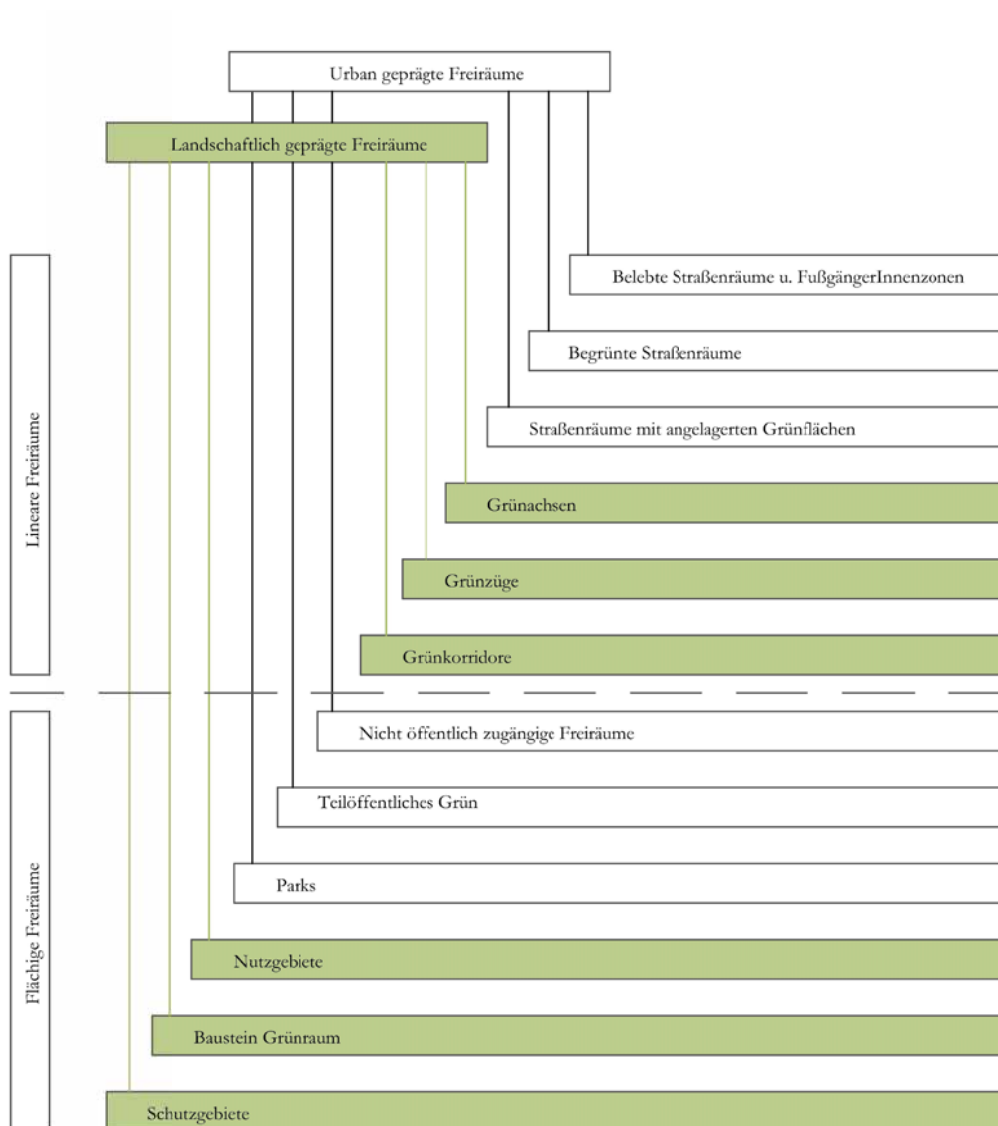 Urban geprägte Freiräume
Landschaftlich geprägte Freiräume
Lineare Freiräume
Belebte Straßenräume u. FußgängerInnenzonen
Begrünte Straßenräume
Straßenräume mit angelagerten Grünflächen
Grünachsen
Grünzüge
Grünkorridore
Flächige Freiräume
Nicht öffentlich zugängige Freiräume
Teilöffentliches Grün
Parks
Nutzgebiete
Baustein Grünraum
Schutzgebiete